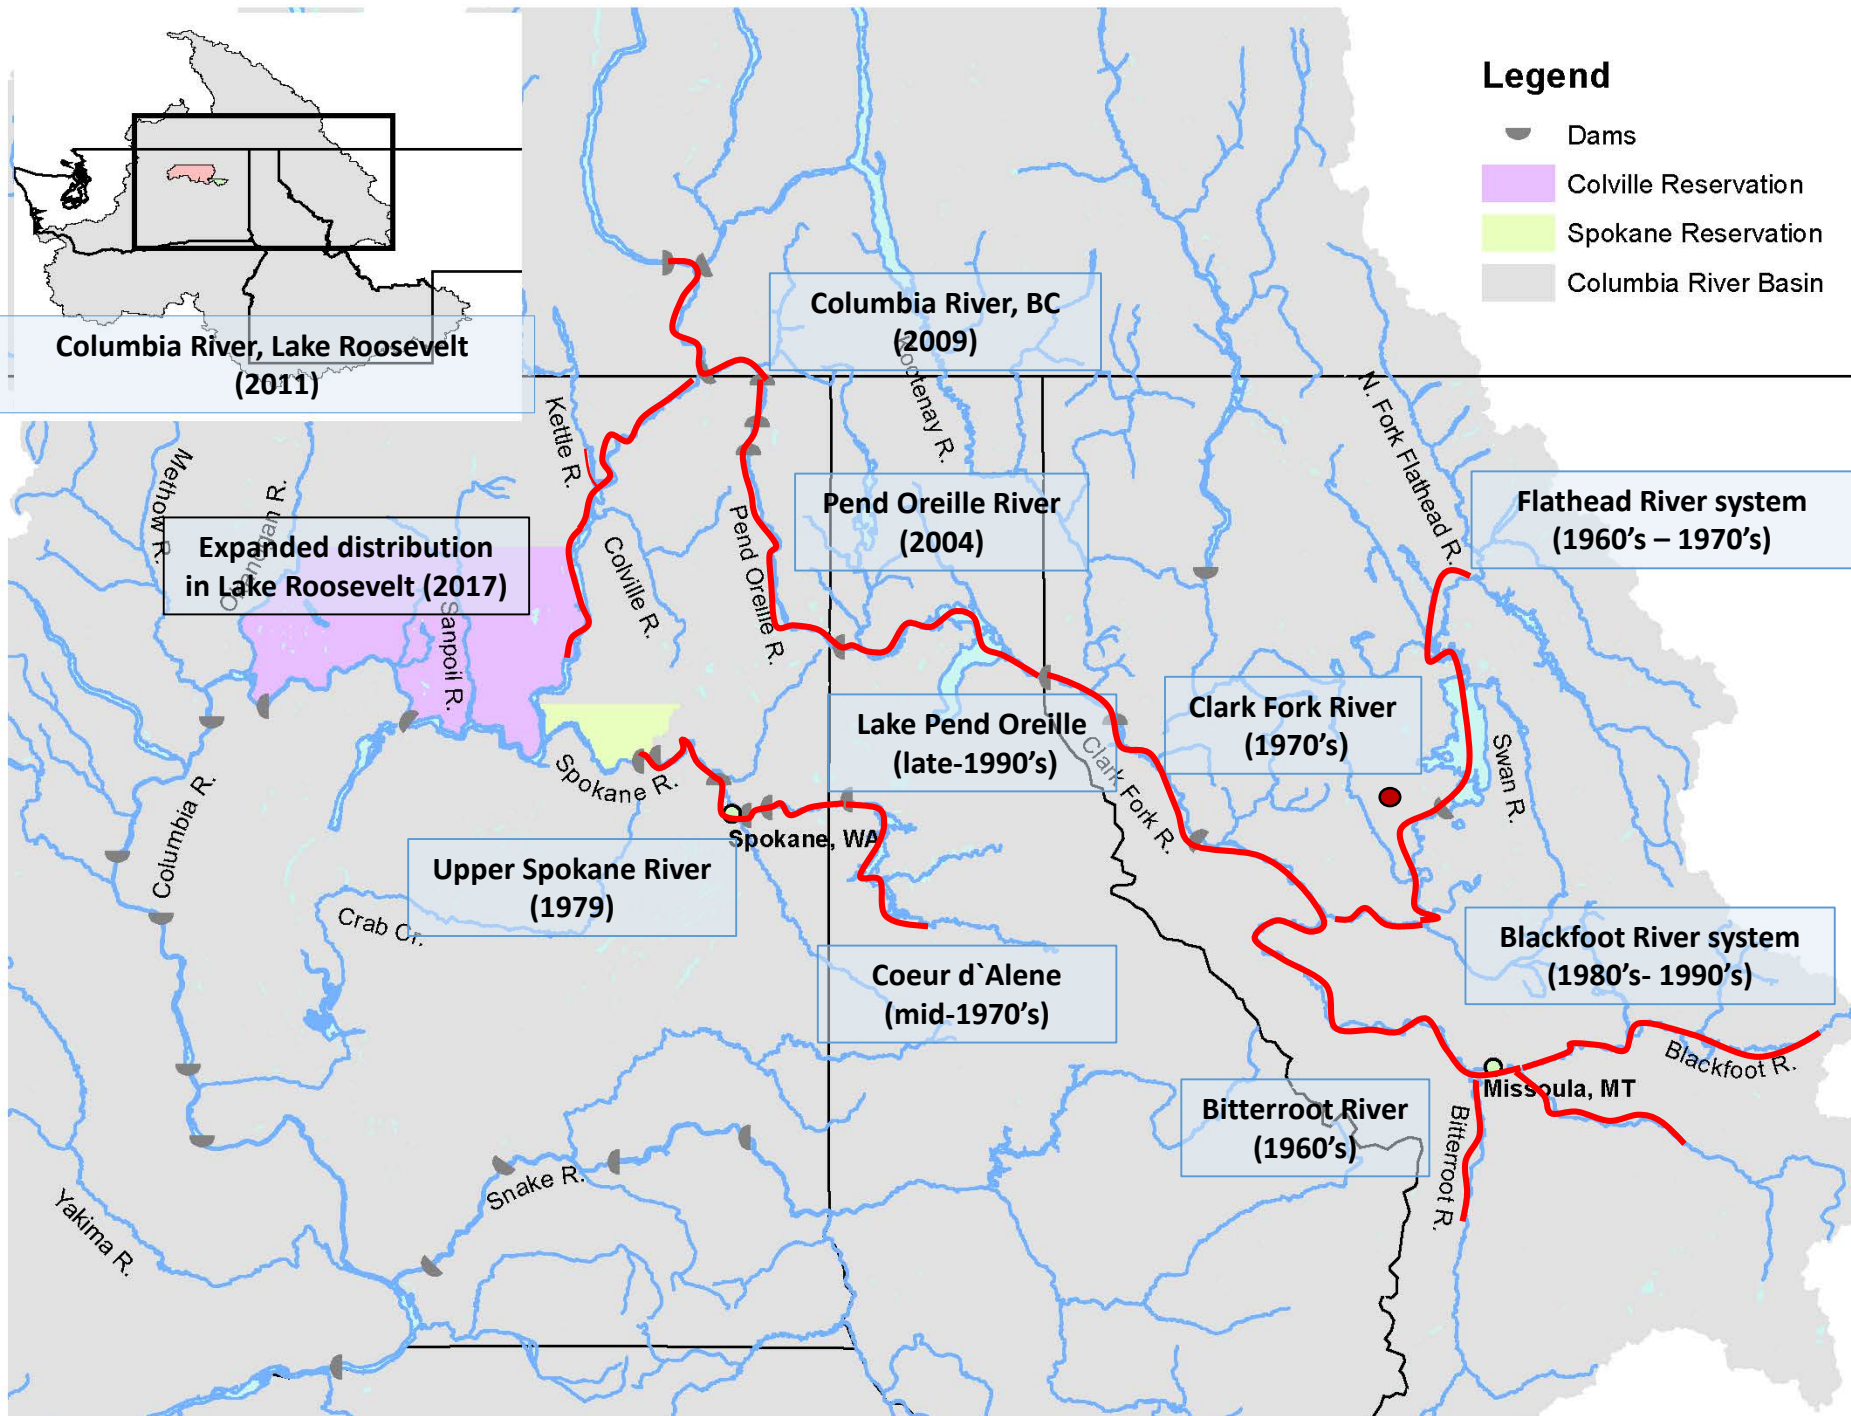 Legend
Dams
Colville Reservation
Spokane Reservation
Columbia River Basin
Columbia River, Lake Roosevelt
(2011)
Columbia River, BC
(2009)
Kootenay R.
N. Fork Flathead R.
Kettle R.
Methow R.
Okanogan R.
Expanded distribution
in Lake Roosevelt (2017)
Pend Oreille River
(2004)
Flathead River system
(1960’s – 1970’s)
Pend Oreille R.
Colville R.
Sanpoil R.
Lake Pend Oreille
(late-1990’s)
Clark Fork River
(1970’s)
Clark Fork R.
Swan R.
Spokane R.
Columbia R.
Spokane, WA
Upper Spokane River
(1979)
Crab Cr.
Coeur d`Alene
(mid-1970’s)
Blackfoot River system
(1980’s- 1990’s)
Blackfoot R.
Missoula, MT
Bitterroot River
(1960’s)
Bitterroot R.
Snake R.
Yakima R.